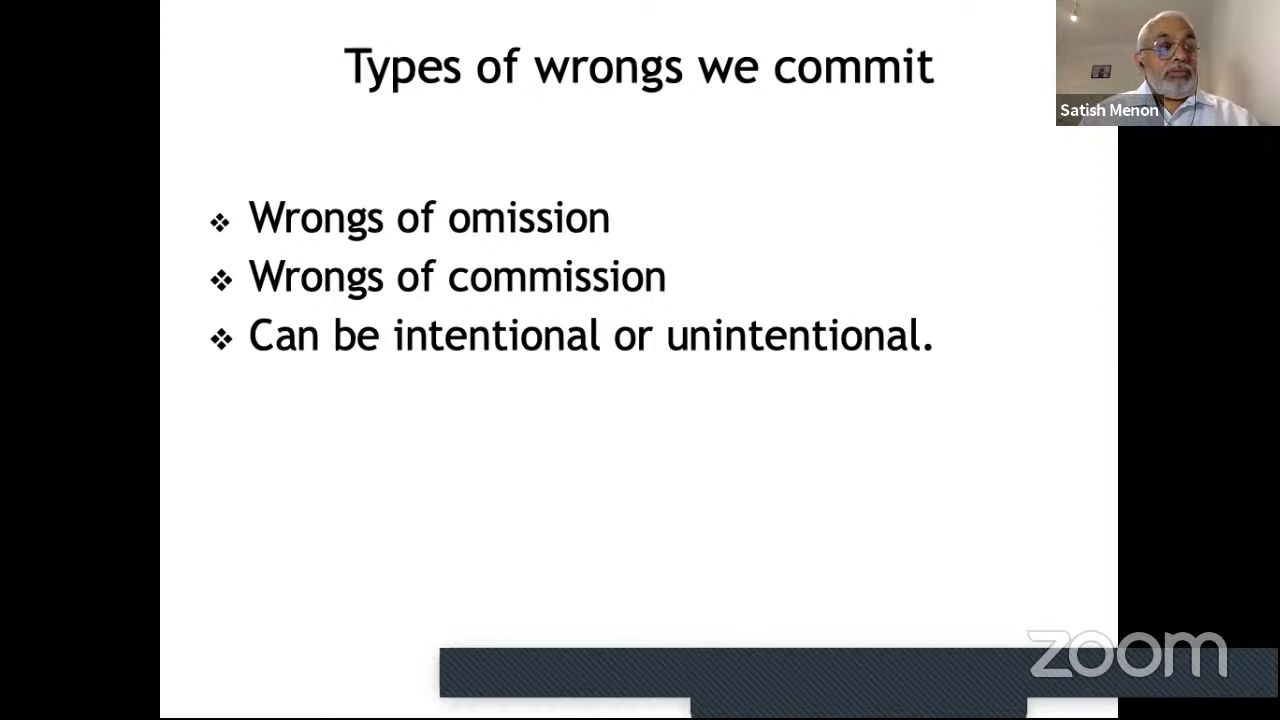 Types of wrongs we commit
Satish Menon
❖ Wrongs of omission
❖ Wrongs of commission
❖ Can be intentional or unintentional.
zoom